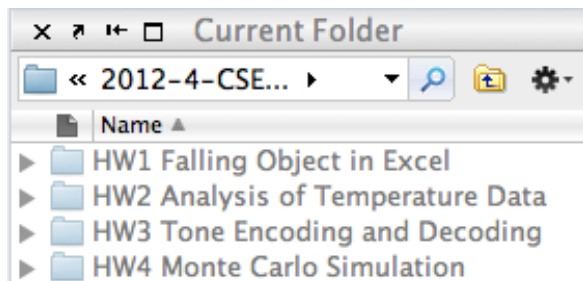 Current Folder
« 2012-4-CSE...
Name
HW1 Falling Object in Excel
HW2 Analysis of Temperature Data
HW3 Tone Encoding and Decoding
HW4 Monte Carlo Simulation